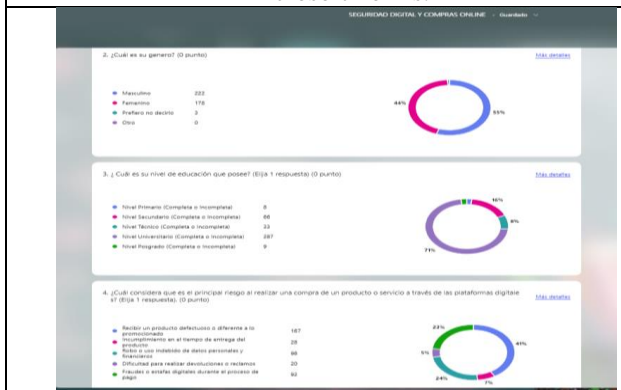 SEGURIDAD DIGITAL Y COMPRAS ONLINE - Guardado
2. ¿Cuál es su genero? (0 punto)
Más detalles
Masculino 222
Femenino 178
Prefiero no decirlo 3
Otro 0
44%
55%
3. ¿ Cuál es su nivel de educación que posee? (Elija 1 respuesta) (0 punto)
Más detalles
Nivel Primario (Completa o Incompleta) 8
Nivel Secundario (Completa o Incompleta) 66
Nivel Técnico (Completa o Incompleta) 33
Nivel Universitario (Completa o Incompleta) 287
Nivel Posgrado (Completa o Incompleta) 9
16%
8%
71%
4. ¿Cuál considera que es el principal riesgo al realizar una compra de un producto o servicio a través de las plataformas digitale
s? (Elija 1 respuesta). (0 punto)
Más detalles
Recibir un producto defectuoso o diferente a lo
promocionado 167
Incumplimiento en el tiempo de entrega del
producto 28
Robo o uso indebido de datos personales y
financieros
Dificultad para realizar devoluciones o reclamos 20
Fraudes o estafas digitales durante el proceso de
pago 92
23%
41%
5%
24%
7%